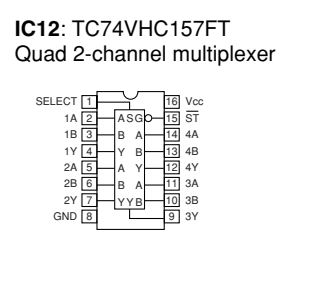 IC12: TC74VHC157FT
Quad 2-channel multiplexer
SELECT 1 16 Vcc
1A 2 A S G 15 ST
1B 3 B A 14 4A
1Y 4 Y B 13 4B
2A 5 A Y 12 4Y
2B 6 B A 11 3A
2Y 7 Y Y B 10 3B
GND 8 9 3Y